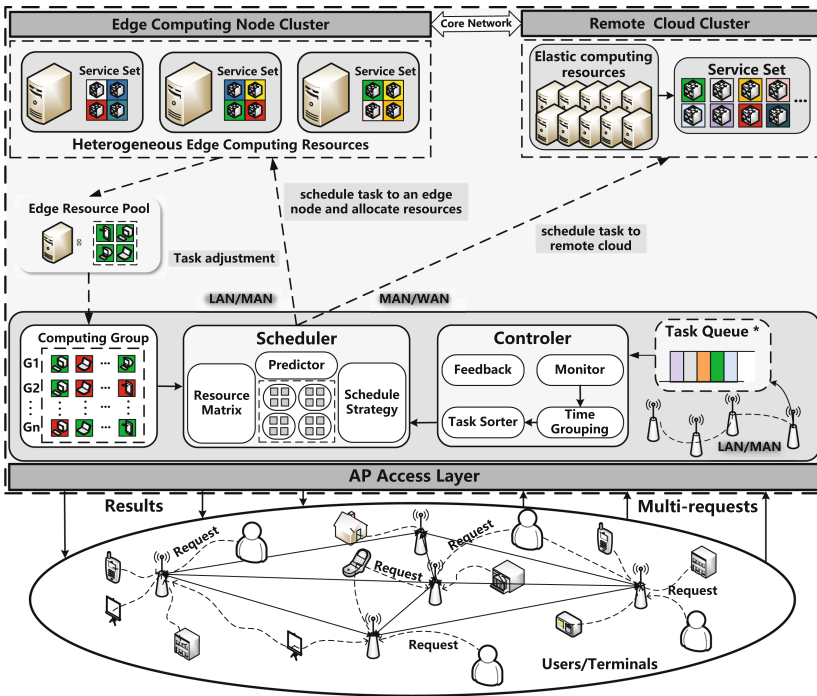 Edge Computing Node Cluster
Core Network
Remote Cloud Cluster
Service Set
Service Set
Service Set
Heterogeneous Edge Computing Resources
Elastic computing
resources
Service Set
...
schedule task to an edge
node and allocate resources
Edge Resource Pool
schedule task to
remote cloud
Task adjustment
LAN/MAN
MAN/WAN
Computing Group
G1
...
G2
...
Gn
...
Scheduler
Predictor
Resource
Matrix
Schedule
Strategy
Controler
Feedback
Monitor
Task Sorter
Time
Grouping
Task Queue *
LAN/MAN
AP Access Layer
Results
Multi-requests
Request
Request
Request
Request
Request
Users/Terminals